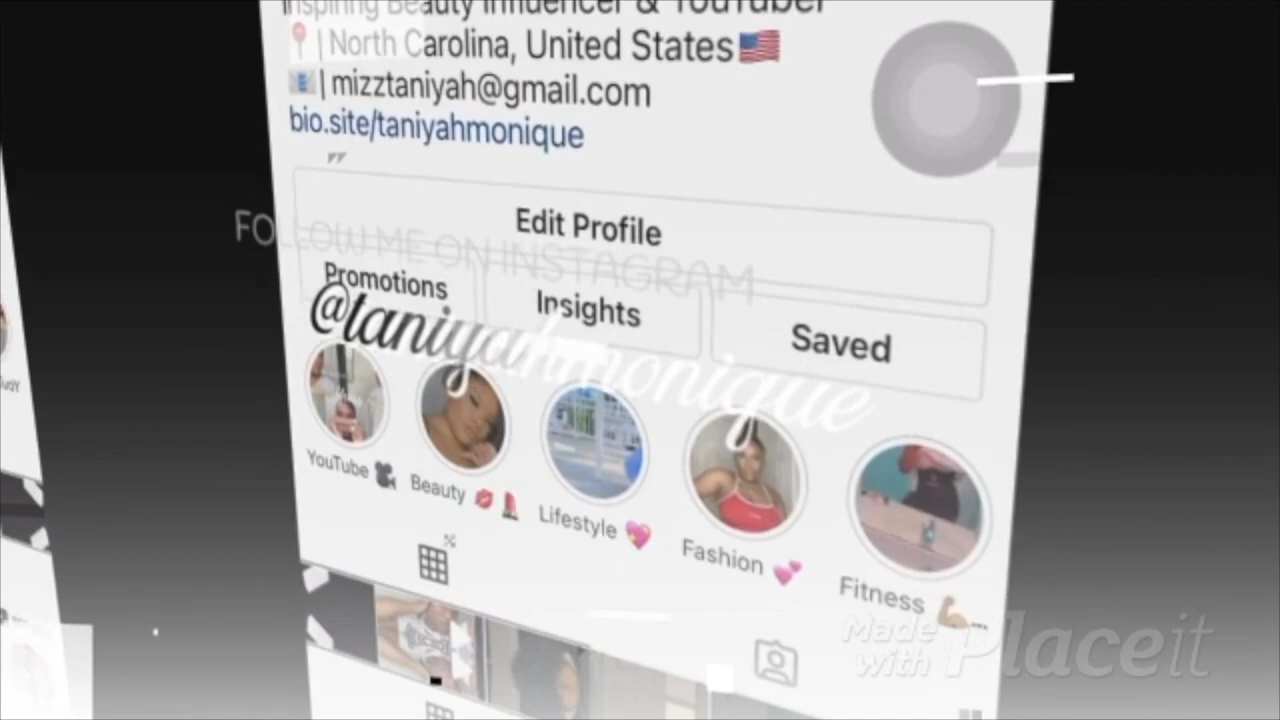 Inspiring Beauty Influencer & YouTuber
| North Carolina, United States
| mizztaniyah@gmail.com
bio.site/taniyahmonique
Edit Profile
FOLLOW ME ON INSTAGRAM
Promotions
Insights
Saved
@taniyahmonique
YouTube
Beauty
Lifestyle
Fashion
Fitness
Made with Placeit